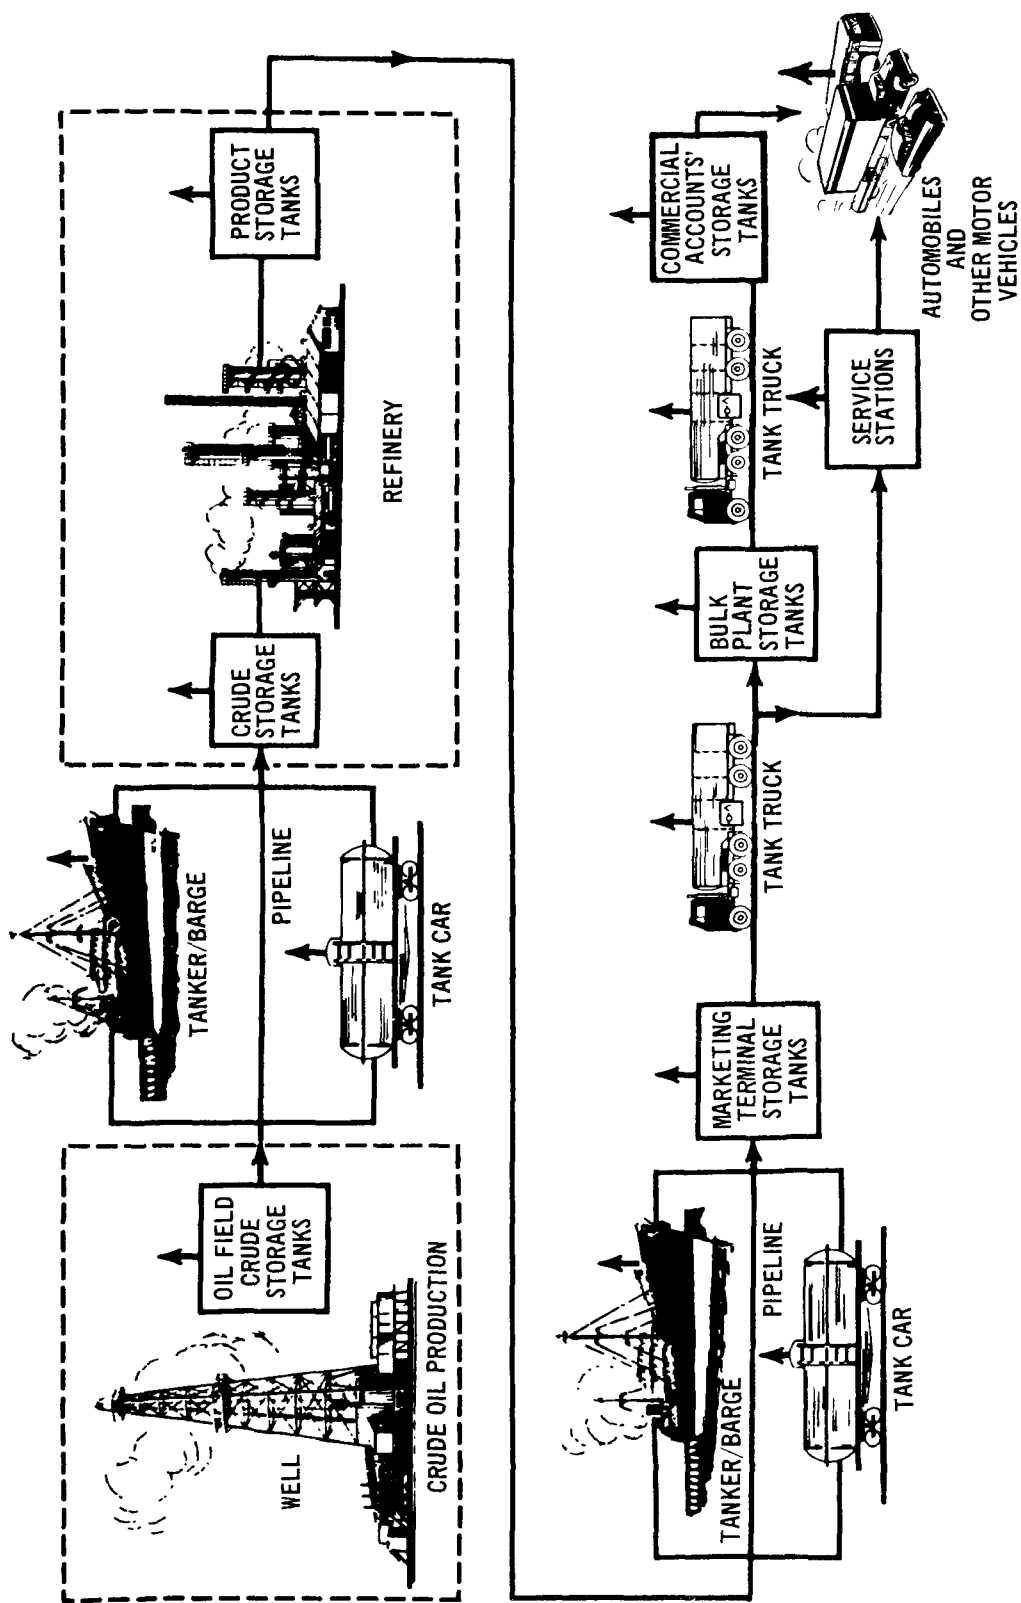 WELL
CRUDE OIL PRODUCTION
OIL FIELD
CRUDE
STORAGE
TANKS
TANKER/BARGE
PIPELINE
TANK CAR
CRUDE
STORAGE
TANKS
REFINERY
PRODUCT
STORAGE
TANKS
TANKER/BARGE
PIPELINE
TANK CAR
MARKETING
TERMINAL
STORAGE
TANKS
TANK TRUCK
BULK
PLANT
STORAGE
TANKS
TANK TRUCK
SERVICE
STATIONS
COMMERCIAL
ACCOUNTS'
STORAGE
TANKS
AUTOMOBILES
AND
OTHER MOTOR
VEHICLES